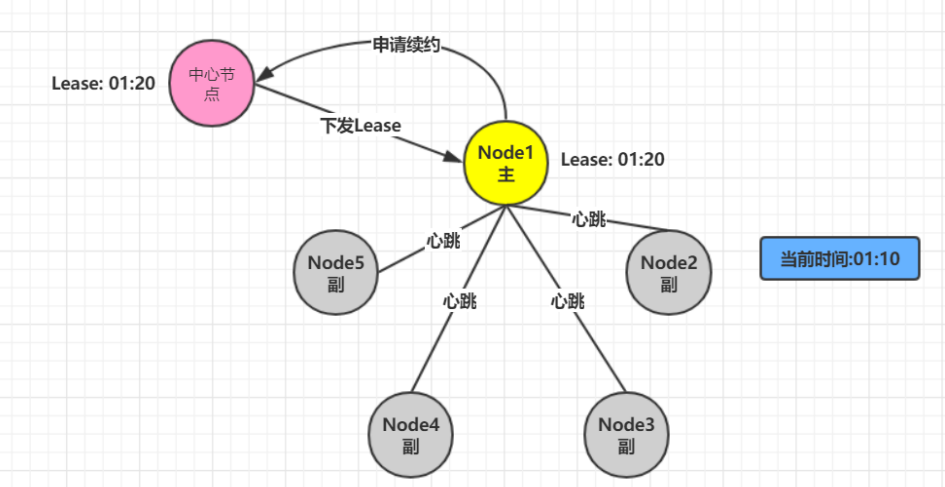 申请续约
Lease: 01:20
中心节
点
下发Lease
Node1
主
Lease: 01:20
心跳
心跳
Node5
副
Node2
副
当前时间:01:10
心跳
心跳
Node4
副
Node3
副